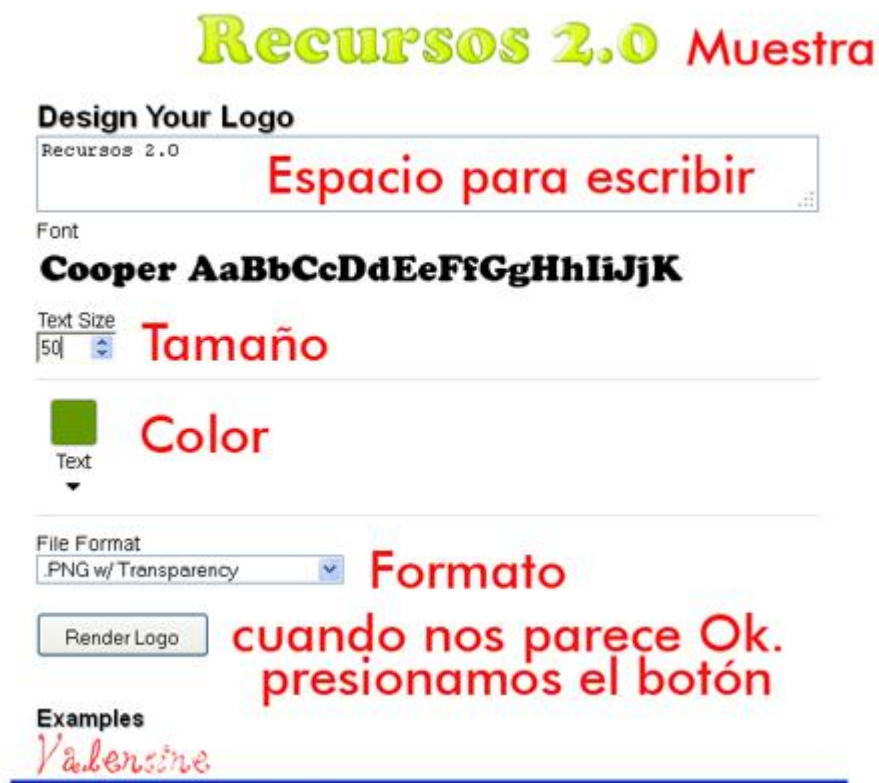 Recursos 2.0 Muestra
Design Your Logo
Recursos 2.0
Espacio para escribir
Font
Cooper AaBbCcDdEeFfGgHhIiJjK
Text Size
50 Tamaño
Color
Text
File Format
.PNG w/ Transparency Formato
Render Logo cuando nos parece Ok.
presionamos el botón
Examples
Valensine